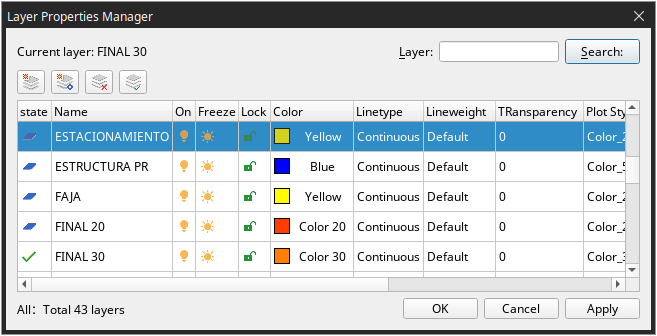 Layer Properties Manager
Current layer: FINAL 30 Layer: Search:
state Name On Freeze Lock Color Linetype Lineweight TRansparency Plot Sty
ESTACIONAMIENTO Yellow Continuous Default 0 Color_2
ESTRUCTURA PR Blue Continuous Default 0 Color_5
FAJA Yellow Continuous Default 0 Color_2
FINAL 20 Color 20 Continuous Default 0 Color_2
FINAL 30 Color 30 Continuous Default 0 Color_3
All: Total 43 layers OK Cancel Apply